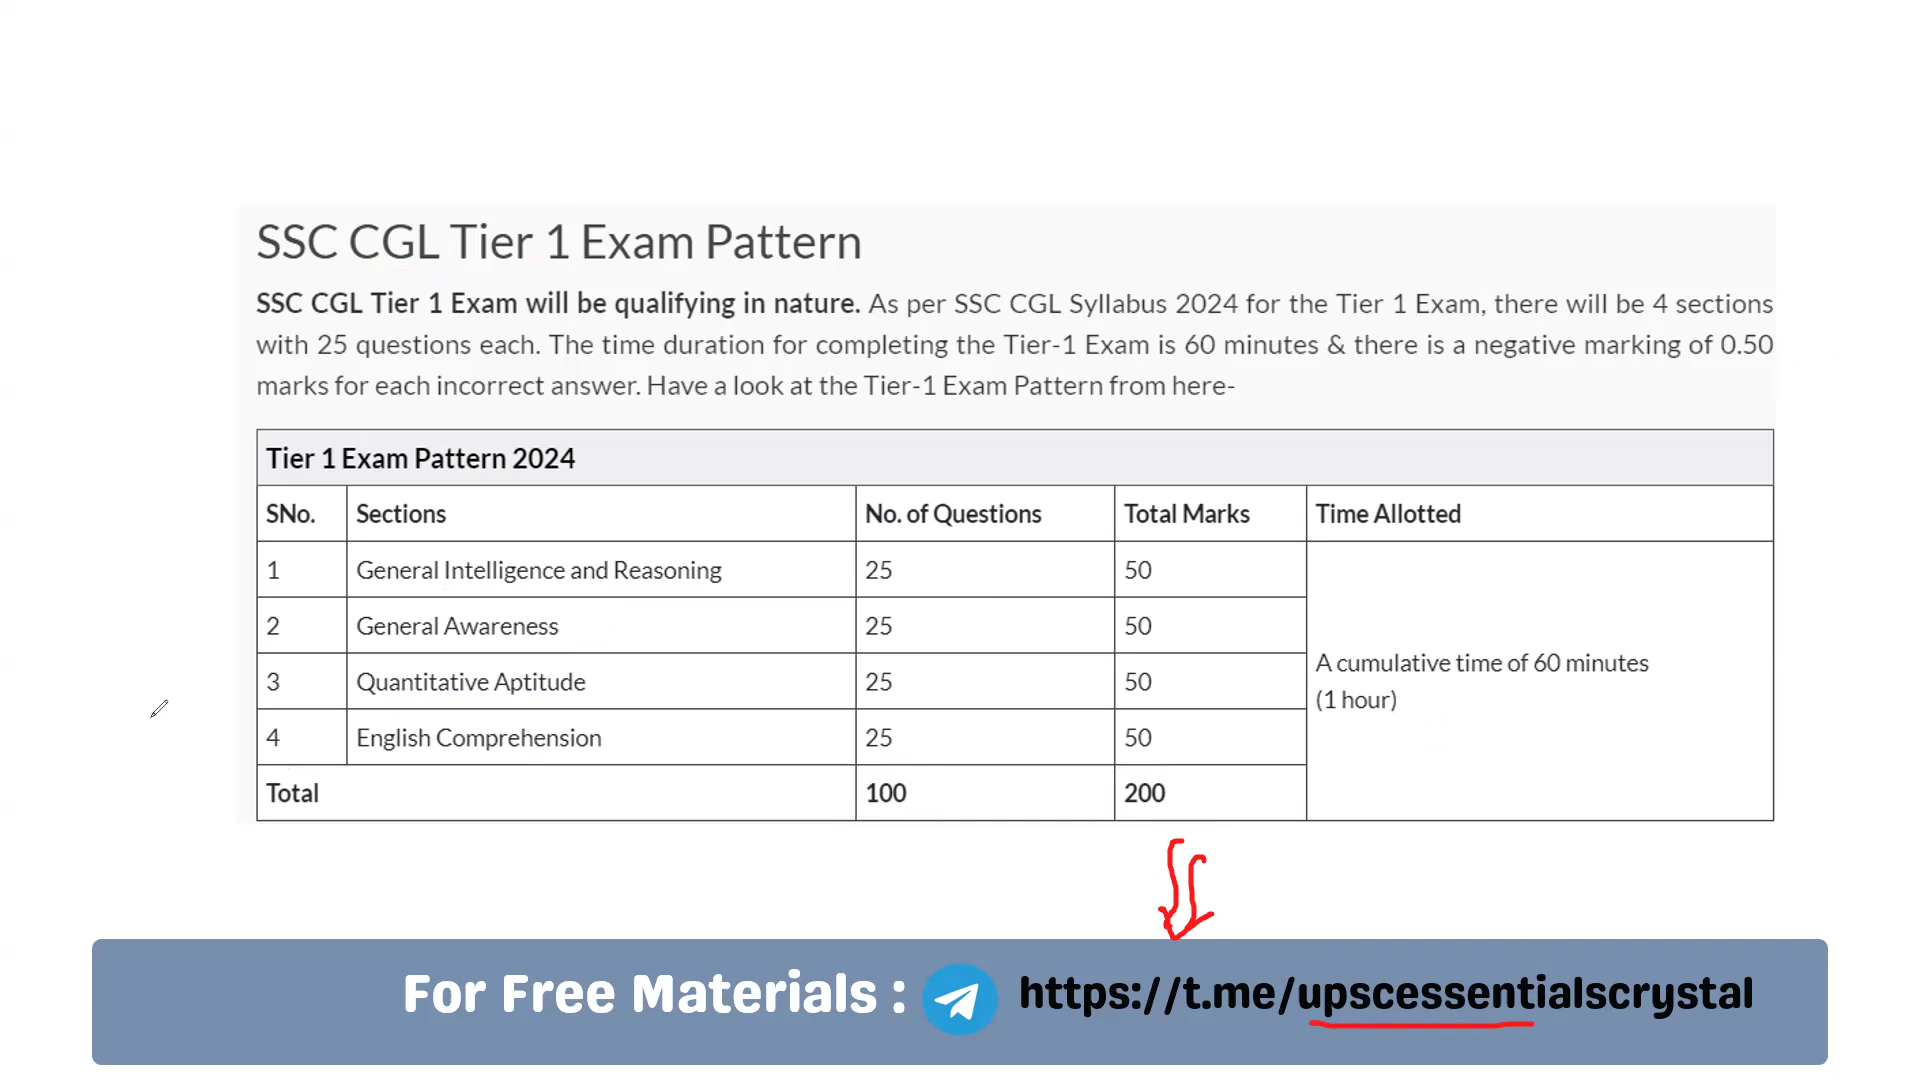 SSC CGL Tier 1 Exam Pattern
SSC CGL Tier 1 Exam will be qualifying in nature. As per SSC CGL Syllabus 2024 for the Tier 1 Exam, there will be 4 sections
with 25 questions each. The time duration for completing the Tier-1 Exam is 60 minutes & there is a negative marking of 0.50
marks for each incorrect answer. Have a look at the Tier-1 Exam Pattern from here-
Tier 1 Exam Pattern 2024
SNo. Sections No. of Questions Total Marks Time Allotted
1 General Intelligence and Reasoning 25 50
2 General Awareness 25 50
3 Quantitative Aptitude 25 50
4 English Comprehension 25 50
A cumulative time of 60 minutes
(1 hour)
Total 100 200
For Free Materials : https://t.me/upscessentialscrystal